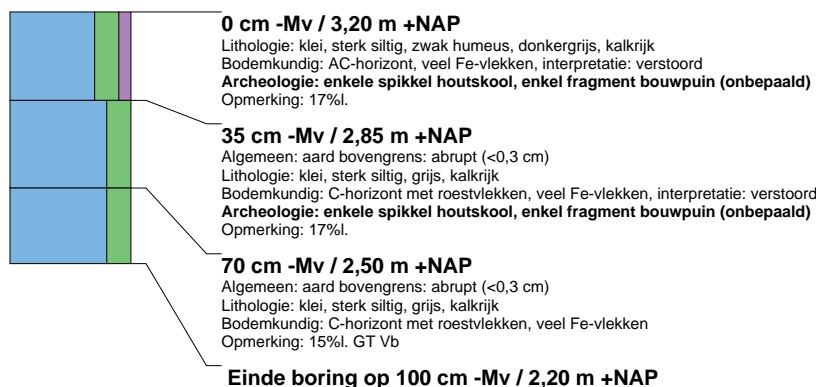 0 cm -Mv / 3,20 m +NAP
Lithologie: klei, sterk siltig, zwak humeus, donkergrijs, kalkrijk
Bodemkundig: AC-horizont, veel Fe-vlekken, interpretatie: verstoord
Archeologie: enkele spikkel houtskool, enkel fragment bouwpuin (onbepaald)
Opmerking: 17%l.
35 cm -Mv / 2,85 m +NAP
Algemeen: aard bovengrens: abrupt (<0,3 cm)
Lithologie: klei, sterk siltig, grijs, kalkrijk
Bodemkundig: C-horizont met roestvlekken, veel Fe-vlekken, interpretatie: verstoord
Archeologie: enkele spikkel houtskool, enkel fragment bouwpuin (onbepaald)
Opmerking: 17%l.
70 cm -Mv / 2,50 m +NAP
Algemeen: aard bovengrens: abrupt (<0,3 cm)
Lithologie: klei, sterk siltig, grijs, kalkrijk
Bodemkundig: C-horizont met roestvlekken, veel Fe-vlekken
Opmerking: 15%l. GT Vb
Einde boring op 100 cm -Mv / 2,20 m +NAP